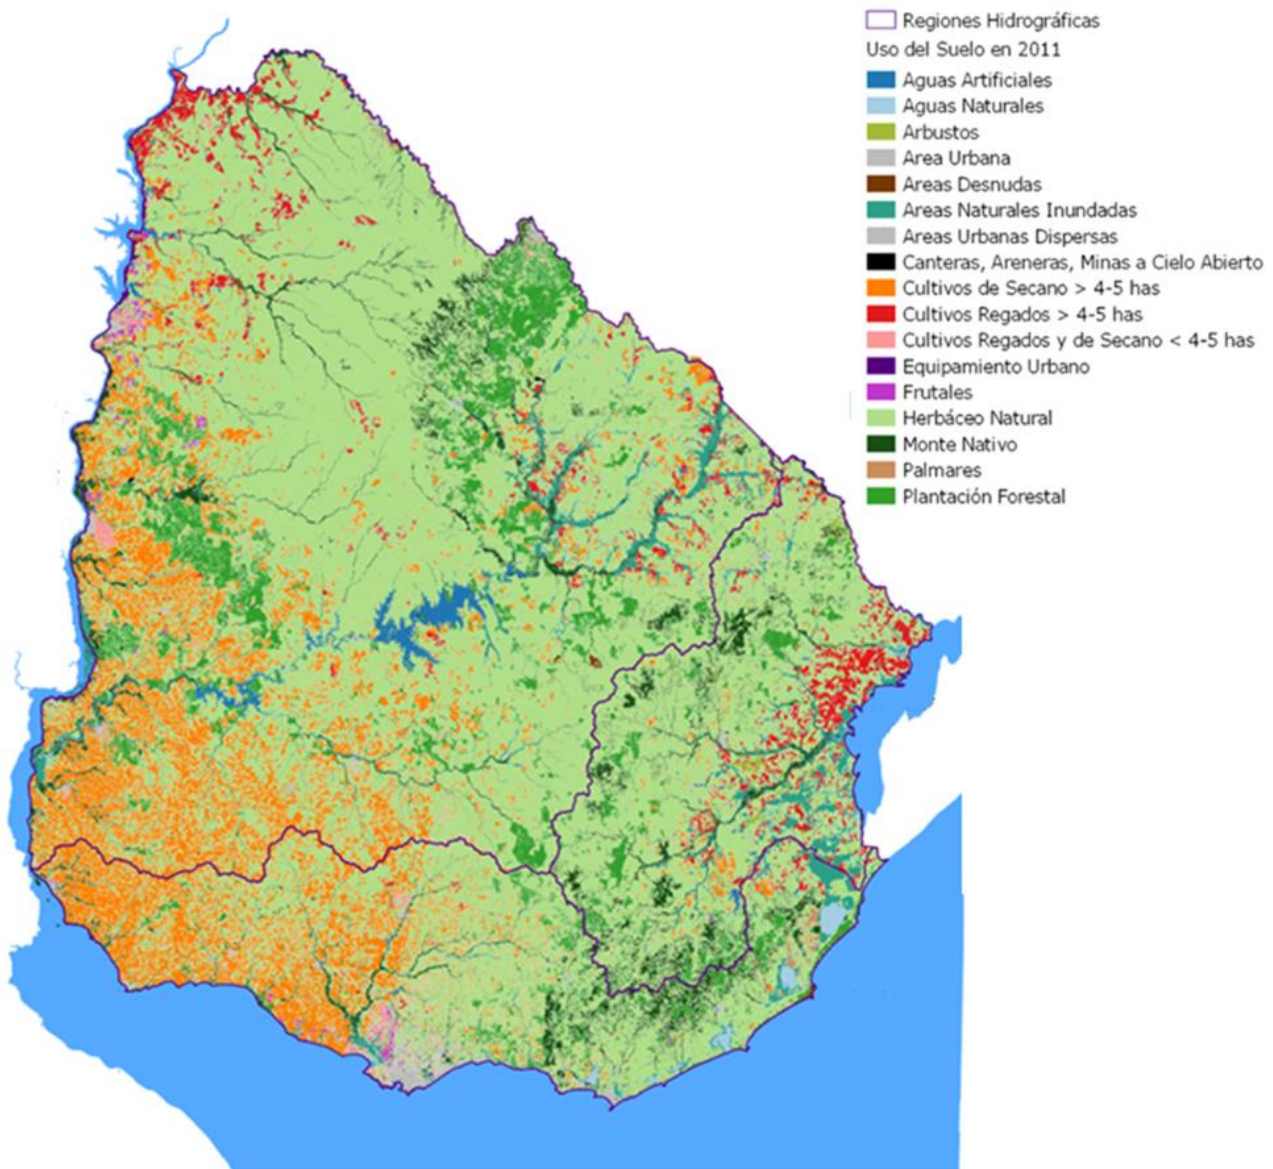 Regiones Hidrográficas
Uso del Suelo en 2011
Aguas Artificiales
Aguas Naturales
Arbustos
Area Urbana
Areas Desnudas
Areas Naturales Inundadas
Areas Urbanas Dispersas
Canteras, Areneras, Minas a Cielo Abierto
Cultivos de Secano > 4-5 has
Cultivos Regados > 4-5 has
Cultivos Regados y de Secano < 4-5 has
Equipamiento Urbano
Frutales
Herbáceo Natural
Monte Nativo
Palmares
Plantación Forestal